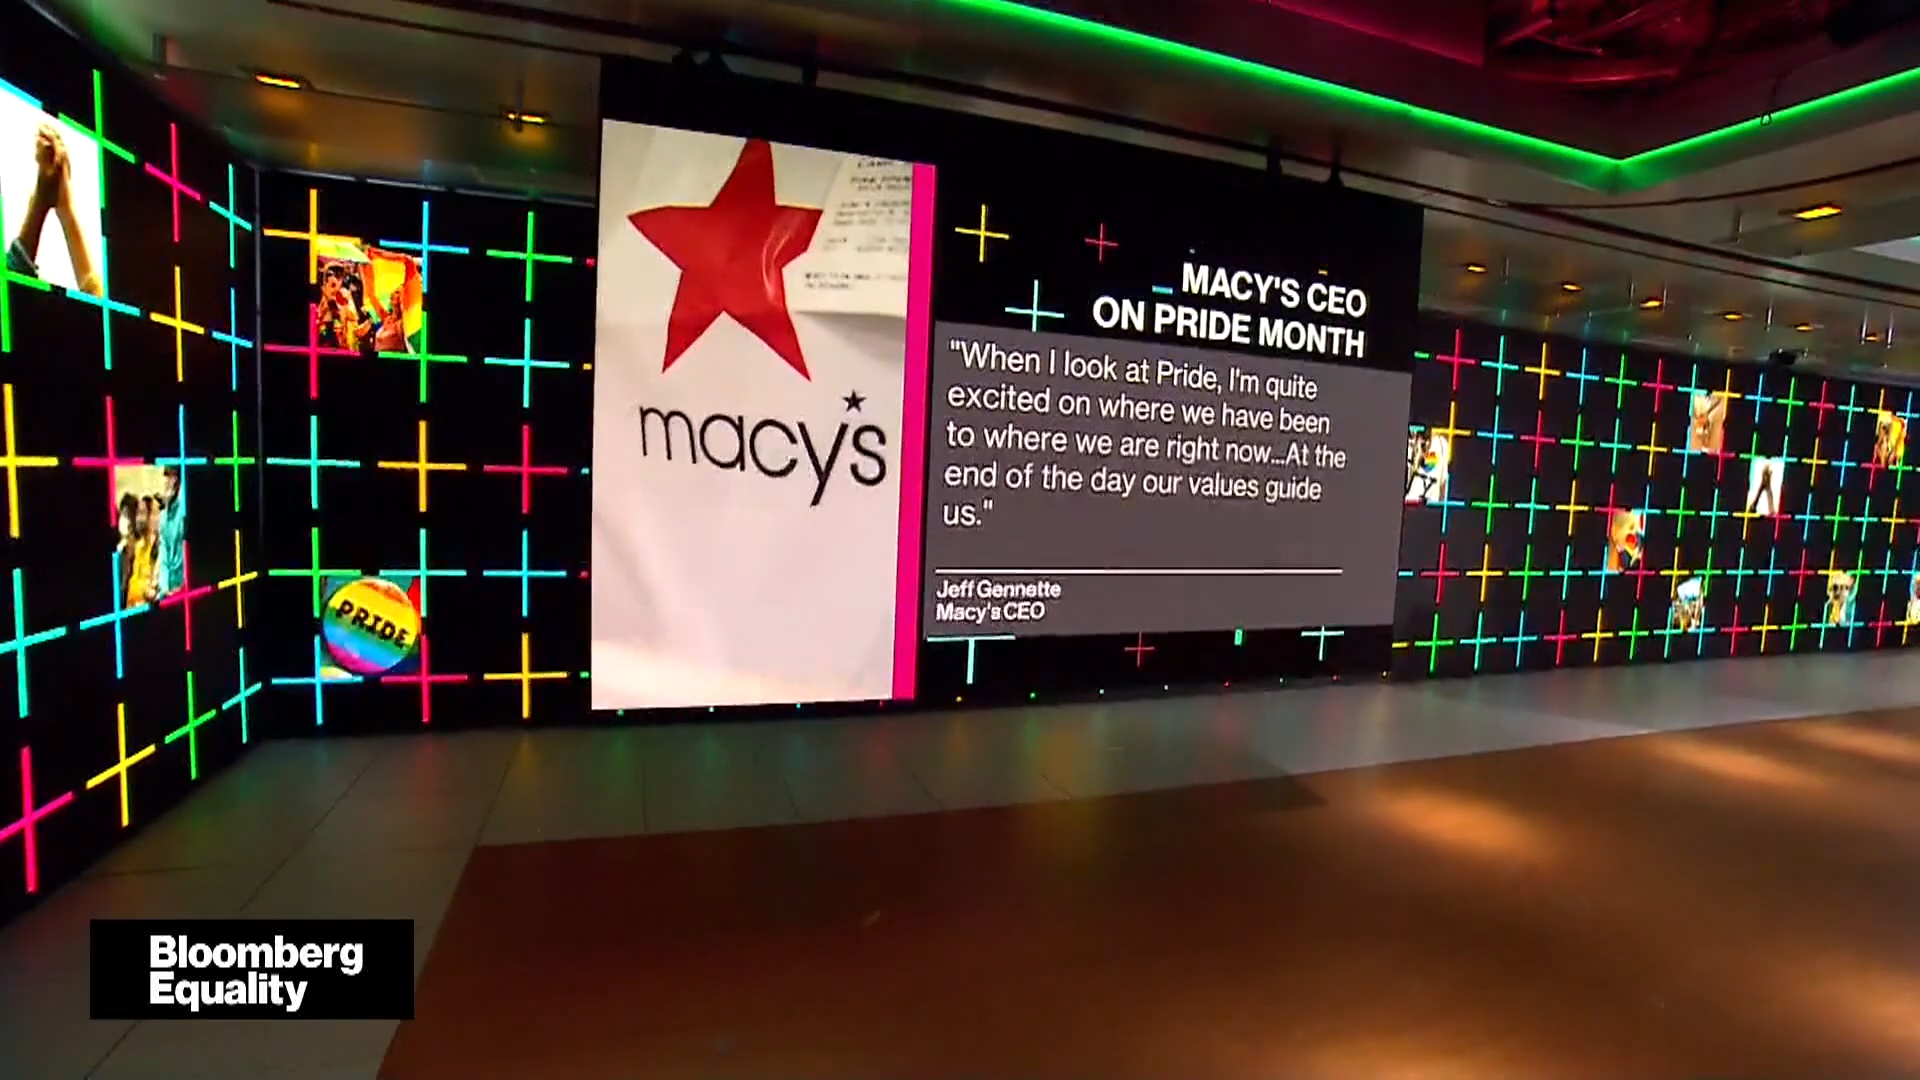 macy's
MACY'S CEO
ON PRIDE MONTH
"When I look at Pride, I'm quite
excited on where we have been
to where we are right now...At the
end of the day our values guide
us."
Jeff Gennette
Macy's CEO
PRIDE
Bloomberg
Equality